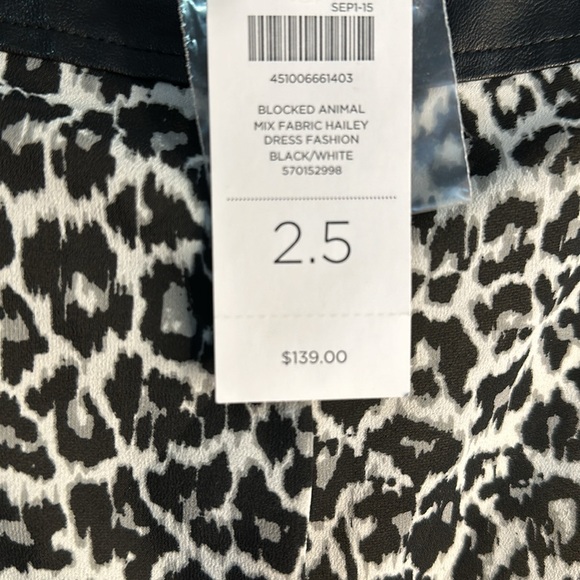 SEP1-15
451006661403
BLOCKED ANIMAL
MIX FABRIC HAILEY
DRESS FASHION
BLACK/WHITE
570152998
2.5
$139.00